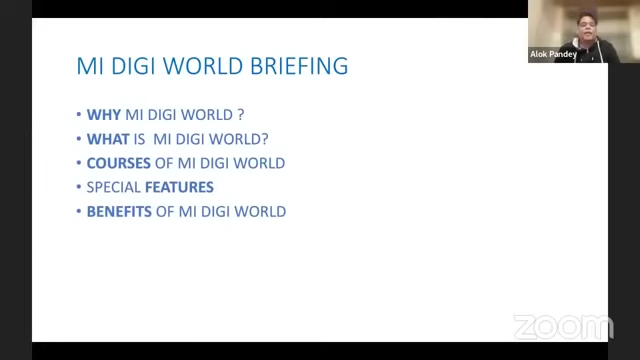 Alok Pandey
MI DIGI WORLD BRIEFING
• WHY MI DIGI WORLD ?
• WHAT IS MI DIGI WORLD?
• COURSES OF MI DIGI WORLD
• SPECIAL FEATURES
• BENEFITS OF MI DIGI WORLD
zoom